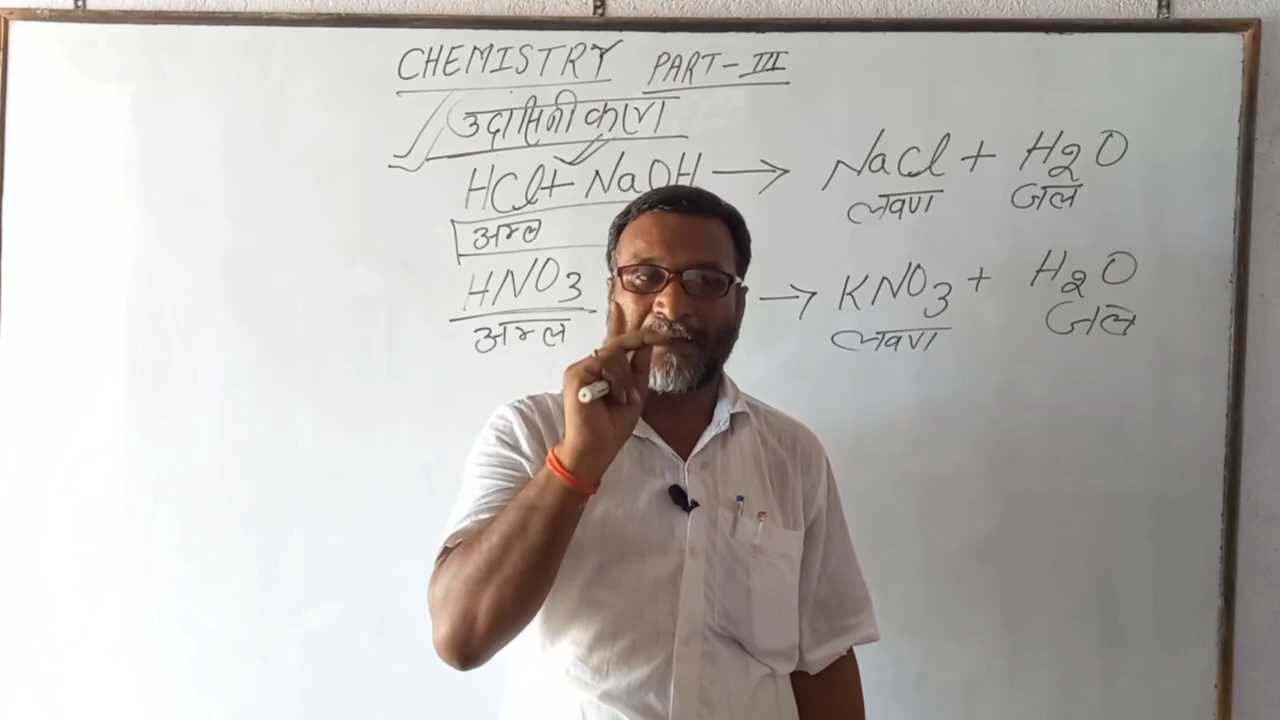 CHEMISTRY PART-III
उदासिनीकरण
HCl + NaOH → NaCl + H2O
अम्ल लवण जल
HNO3 → KNO3 + H2O
अम्ल लवण जल